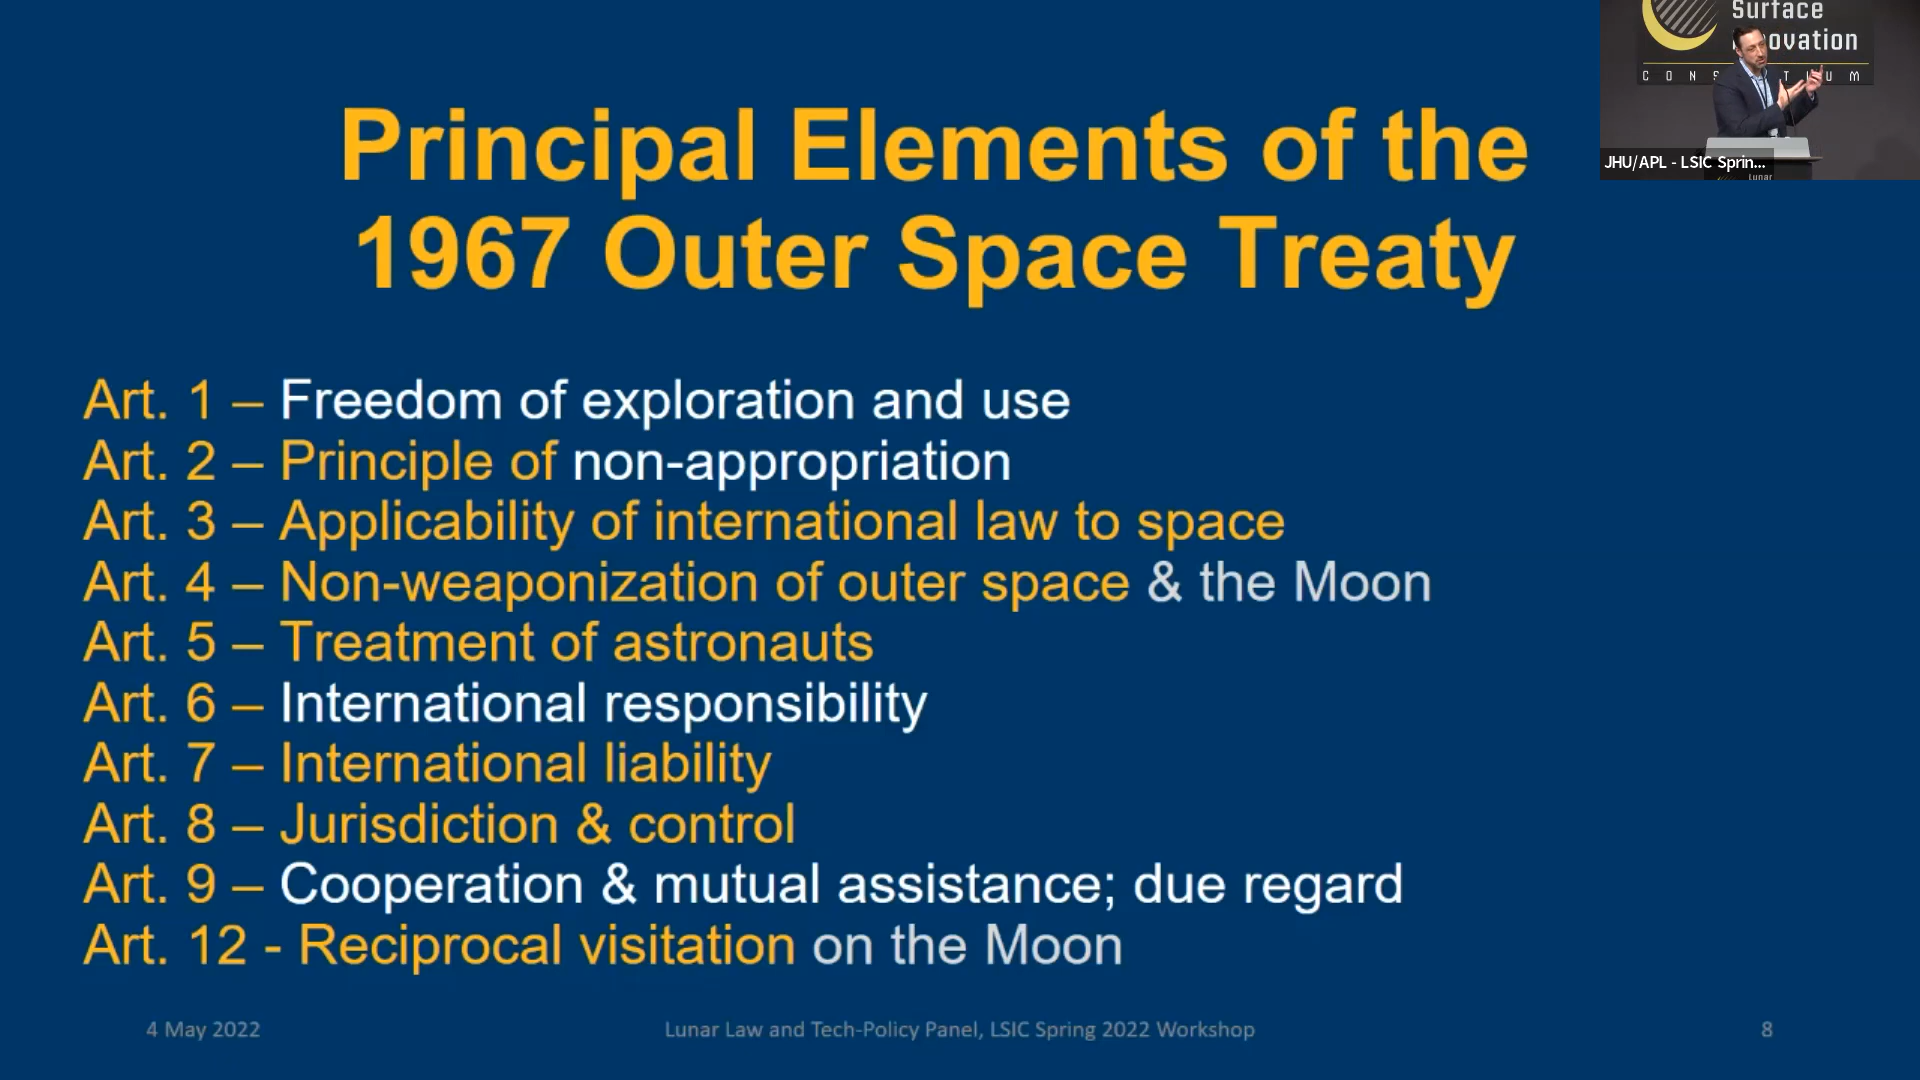 Surface
ovation
Principal Elements of the
1967 Outer Space Treaty
JHU/APL - LSIC Sprin...
Lunar
Art. 1 – Freedom of exploration and use
Art. 2 – Principle of non-appropriation
Art. 3 – Applicability of international law to space
Art. 4 – Non-weaponization of outer space & the Moon
Art. 5 – Treatment of astronauts
Art. 6 – International responsibility
Art. 7 – International liability
Art. 8 – Jurisdiction & control
Art. 9 – Cooperation & mutual assistance; due regard
Art. 12 - Reciprocal visitation on the Moon
4 May 2022
Lunar Law and Tech-Policy Panel, LSIC Spring 2022 Workshop
8